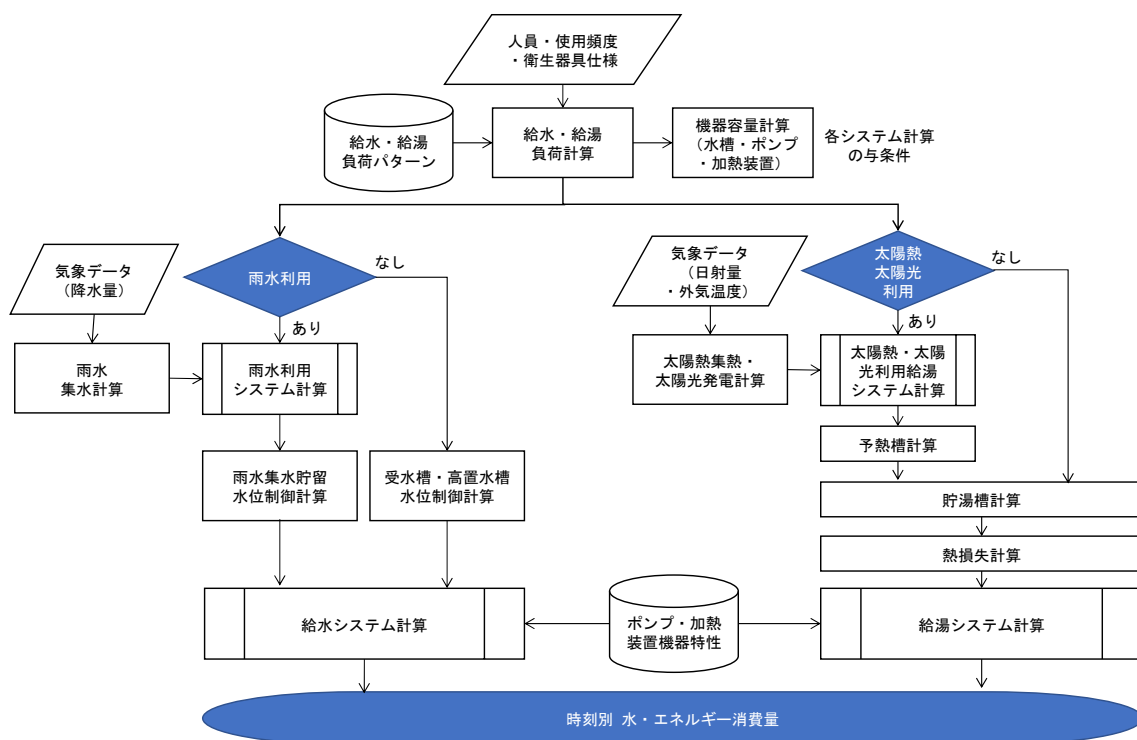 人員・使用頻度
・衛生器具仕様
給水・給湯
負荷パターン
給水・給湯
負荷計算
機器容量計算
(水槽・ポンプ
・加熱装置)
各システム計算
の与条件
気象データ
(降水量)
雨水利用
なし
あり
雨水
集水計算
雨水利用
システム計算
雨水集水貯留
水位制御計算
受水槽・高置水槽
水位制御計算
気象データ
(日射量
・外気温度)
太陽熱
太陽光
利用
なし
あり
太陽熱集熱・
太陽光発電計算
太陽熱・太陽
光利用給湯
システム計算
予熱槽計算
貯湯槽計算
熱損失計算
給水システム計算
ポンプ・加熱
装置機器特性
給湯システム計算
時刻別 水・エネルギー消費量